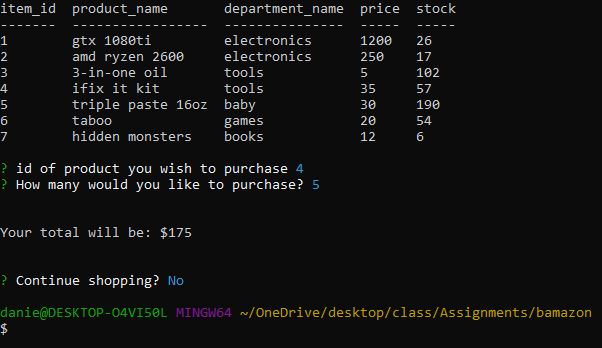 item_id  product_name       department_name  price  stock
-------  -----------------  ---------------  -----  -----
1        gtx 1080ti         electronics      1200   26
2        amd ryzen 2600     electronics      250    17
3        3-in-one oil       tools            5      102
4        ifix it kit        tools            35     57
5        triple paste 16oz  baby             30     190
6        taboo              games            20     54
7        hidden monsters    books            12     6
? id of product you wish to purchase 4
? How many would you like to purchase? 5
Your total will be: $175
? Continue shopping? No
danie@DESKTOP-O4VI50L MINGW64 ~/OneDrive/desktop/class/Assignments/bamazon
$